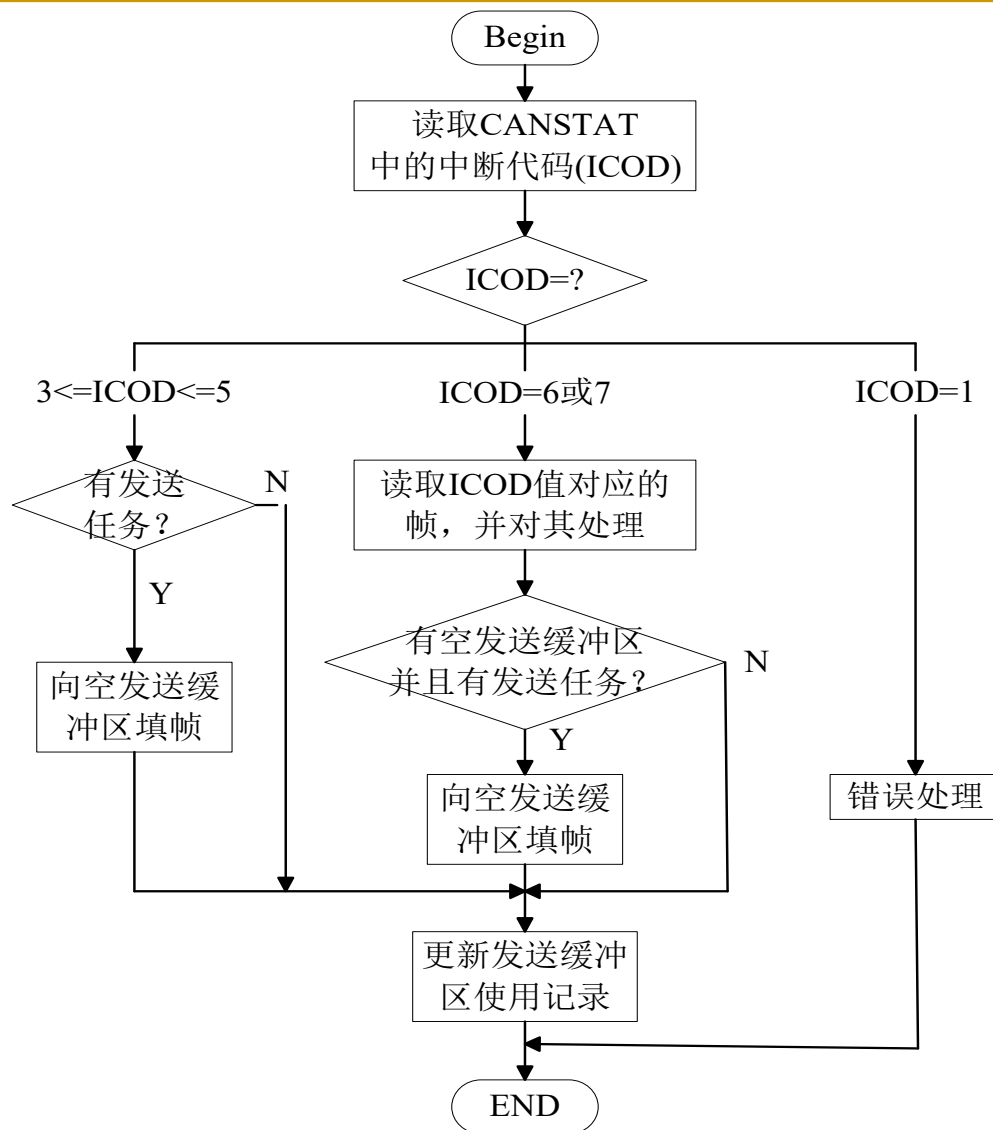 Begin
读取CANSTAT
中的中断代码(ICOD)
ICOD=?
3<=ICOD<=5
ICOD=6或7
ICOD=1
有发送
任务？
N
Y
向空发送缓
冲区填帧
读取ICOD值对应的
帧，并对其处理
有空发送缓冲区
并且有发送任务？
N
Y
向空发送缓
冲区填帧
错误处理
更新发送缓冲
区使用记录
END